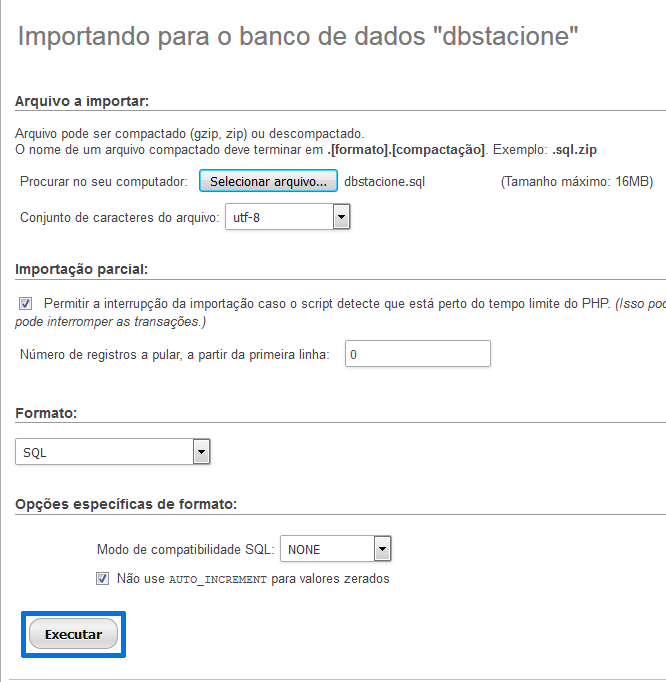 Importando para o banco de dados "dbstacione"
Arquivo a importar:
Arquivo pode ser compactado (gzip, zip) ou descompactado.
O nome de um arquivo compactado deve terminar em .[formato].[compactação]. Exemplo: .sql.zip
Procurar no seu computador: Selecionar arquivo... dbstacione.sql (Tamanho máximo: 16MB)
Conjunto de caracteres do arquivo: utf-8
Importação parcial:
Permitir a interrupção da importação caso o script detecte que está perto do tempo limite do PHP. (Isso
pode interromper as transações.)
Número de registros a pular, a partir da primeira linha: 0
Formato:
SQL
Opções específicas de formato:
Modo de compatibilidade SQL: NONE
Não use AUTO_INCREMENT para valores zerados
Executar